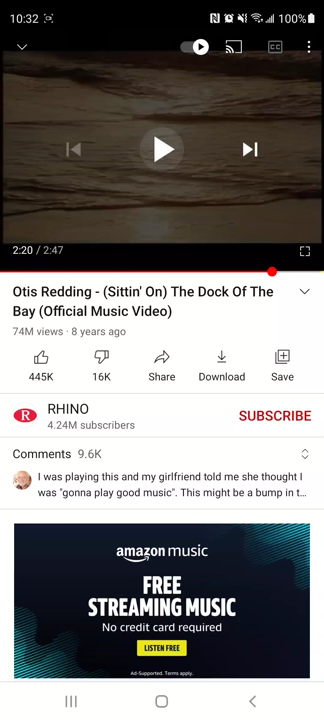 10:32
100%
CC
2:20 / 2:47
Otis Redding - (Sittin' On) The Dock Of The
Bay (Official Music Video)
74M views · 8 years ago
445K
16K
Share
Download
Save
R
RHINO
4.24M subscribers
SUBSCRIBE
Comments 9.6K
I was playing this and my girlfriend told me she thought I
was "gonna play good music". This might be a bump in t...
amazon music
FREE
STREAMING MUSIC
No credit card required
LISTEN FREE
Ad-Supported. Terms apply.